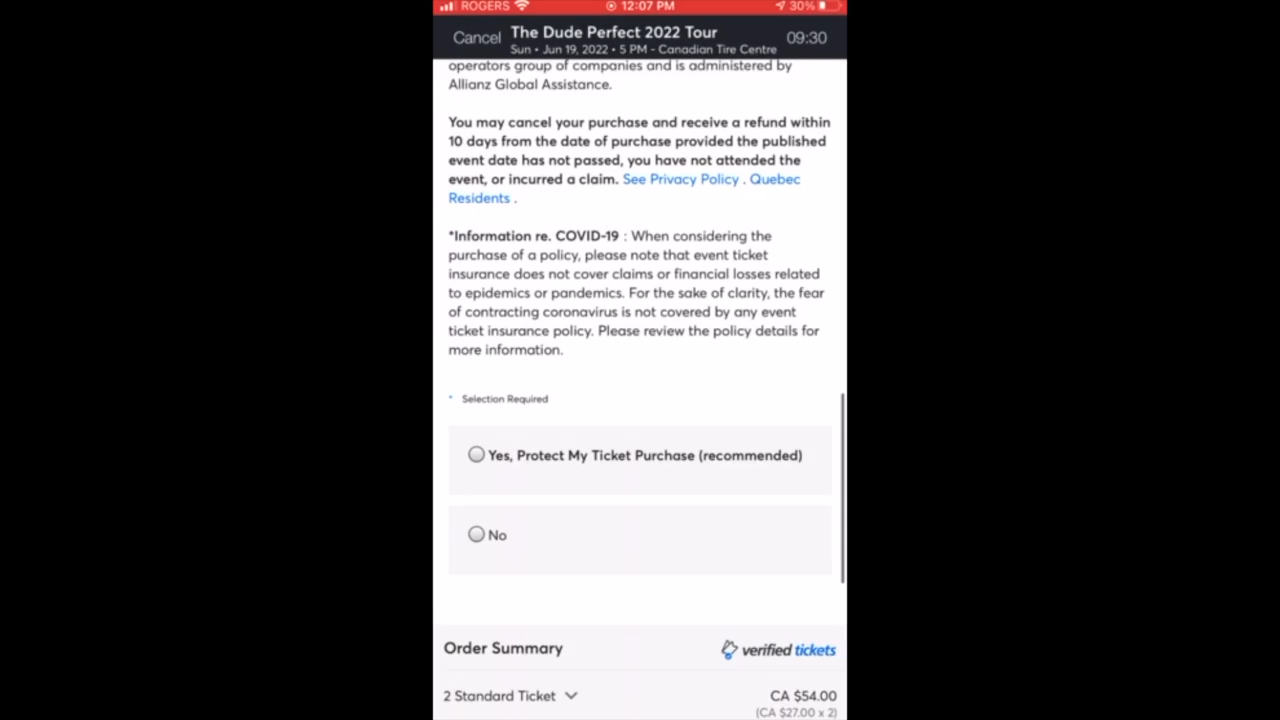 ROGERS 12:07 PM 30%
Cancel The Dude Perfect 2022 Tour 09:30
Sun • Jun 19, 2022 • 5 PM - Canadian Tire Centre
operators group of companies and is administered by
Allianz Global Assistance.
You may cancel your purchase and receive a refund within
10 days from the date of purchase provided the published
event date has not passed, you have not attended the
event, or incurred a claim. See Privacy Policy . Quebec
Residents .
*Information re. COVID-19 : When considering the
purchase of a policy, please note that event ticket
insurance does not cover claims or financial losses related
to epidemics or pandemics. For the sake of clarity, the fear
of contracting coronavirus is not covered by any event
ticket insurance policy. Please review the policy details for
more information.
* Selection Required
Yes, Protect My Ticket Purchase (recommended)
No
Order Summary verified tickets
2 Standard Ticket CA $54.00
(CA $27.00 x 2)